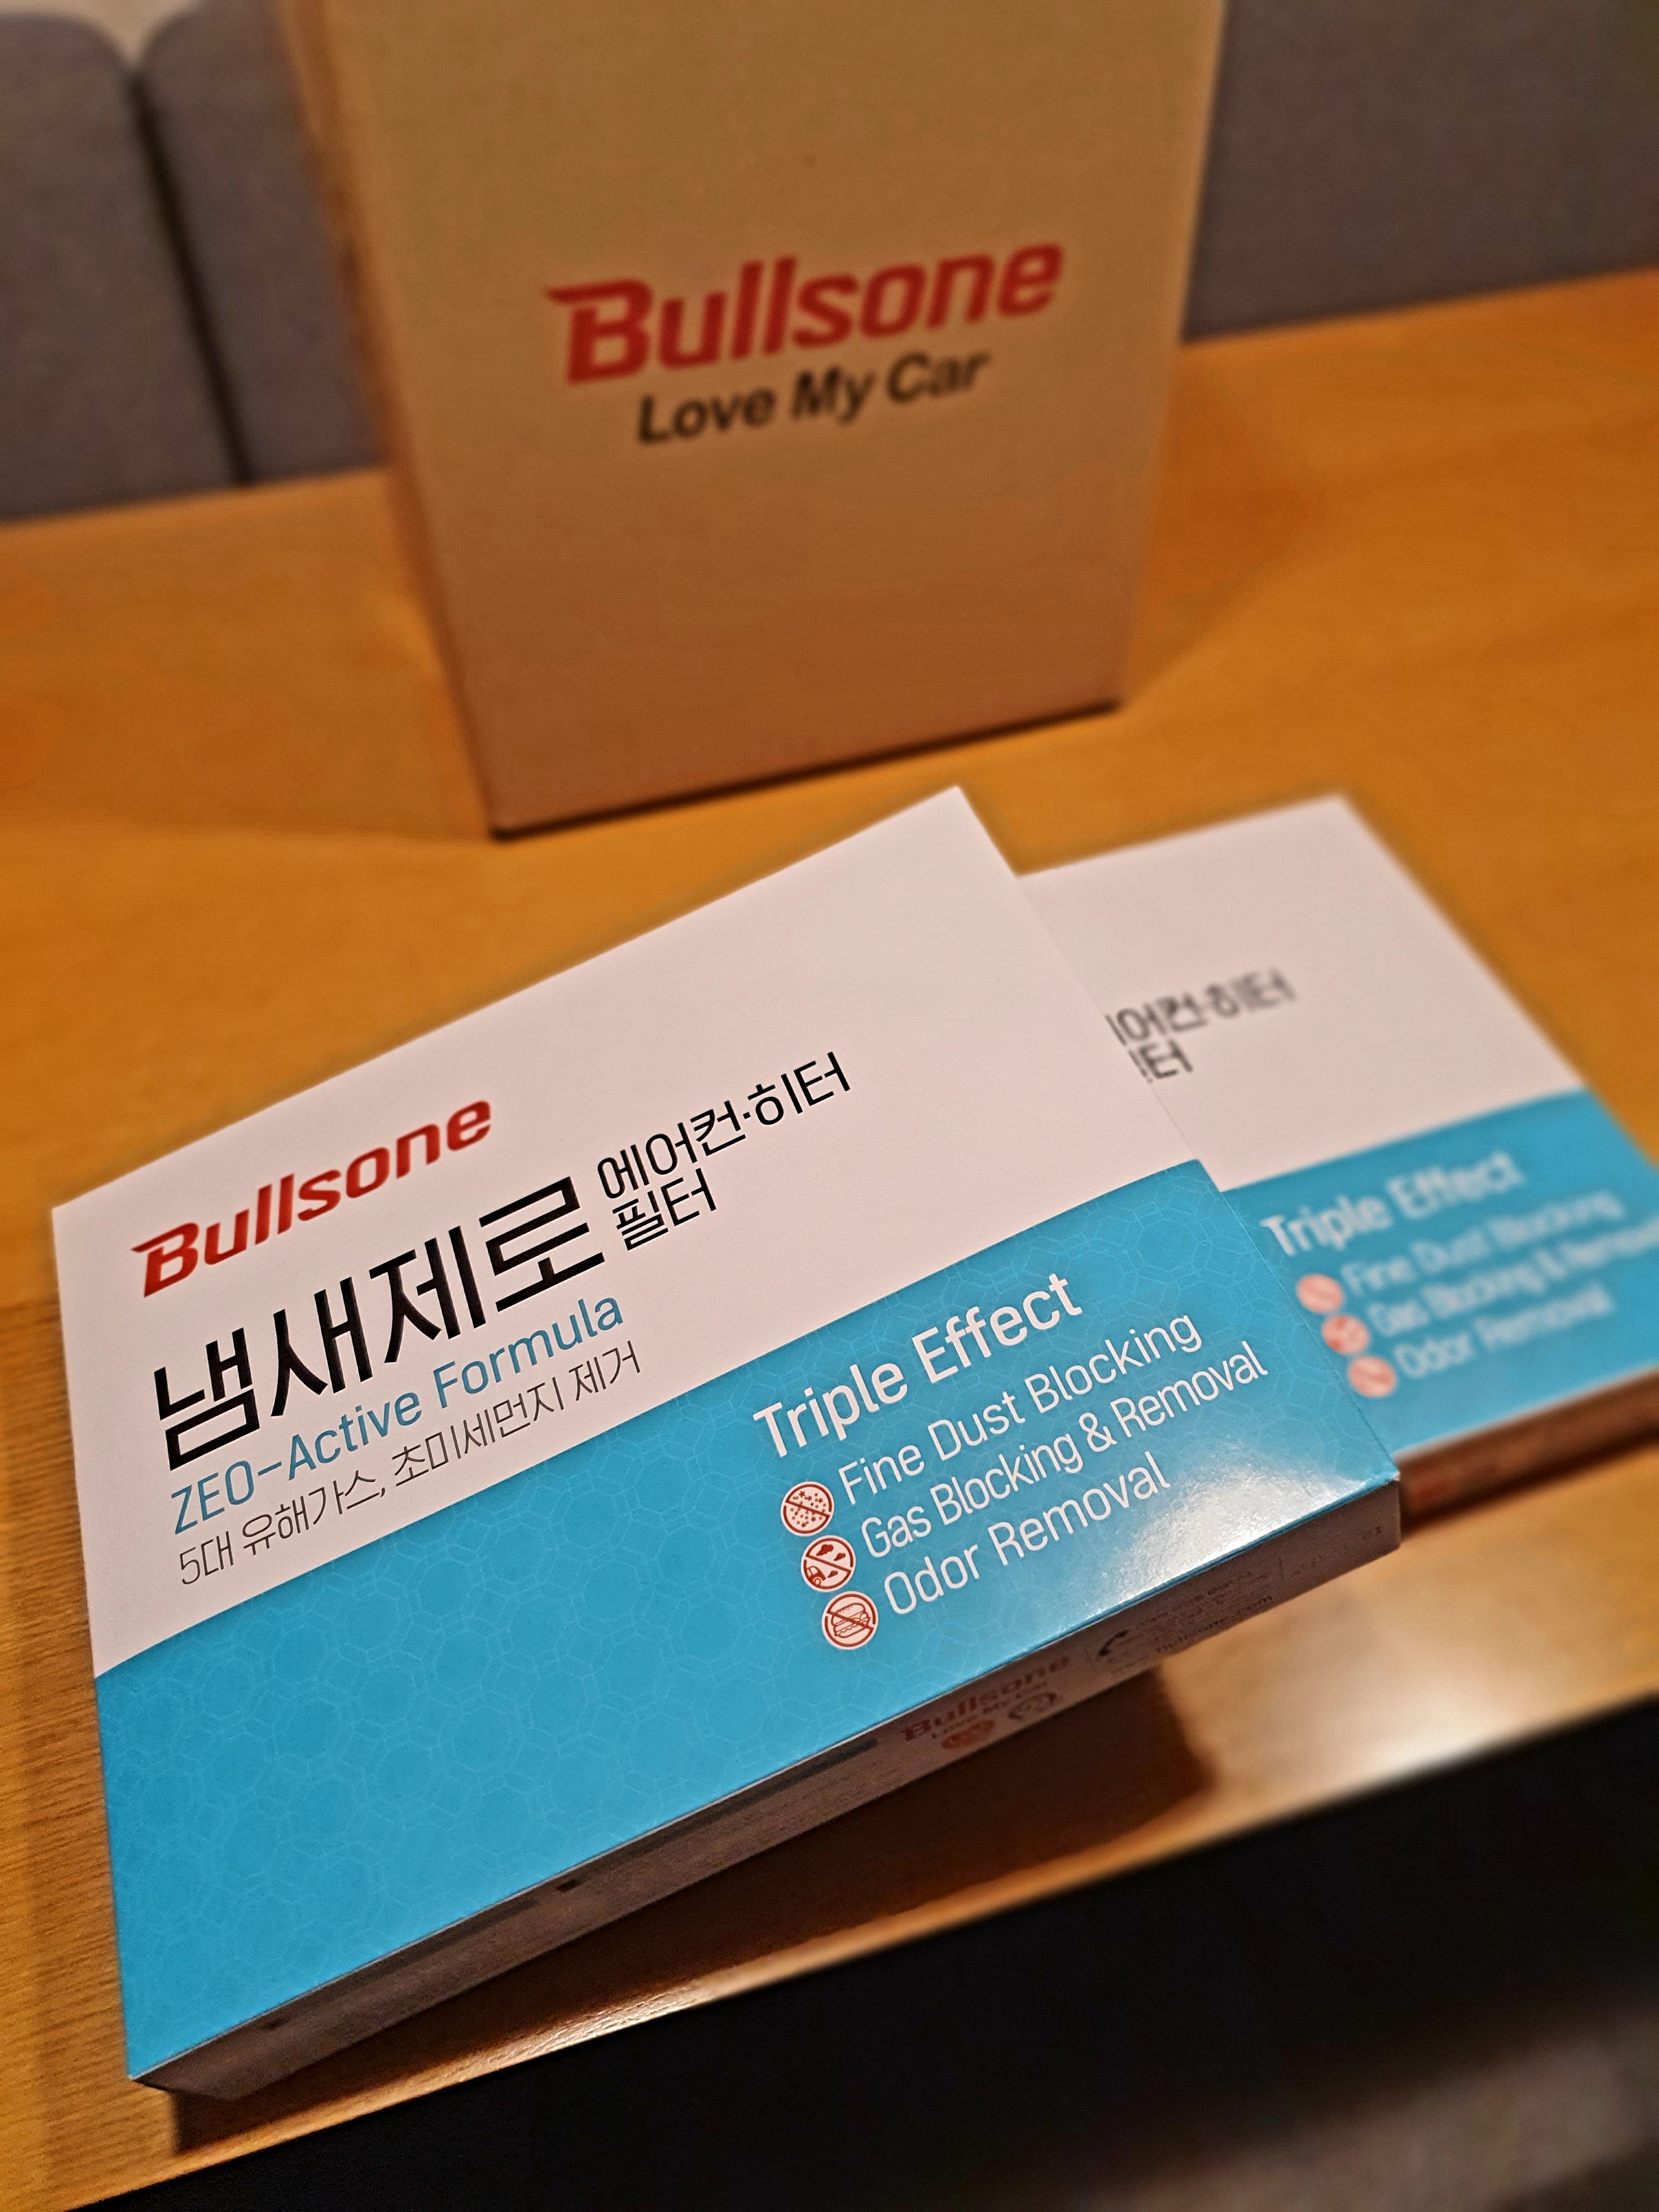 Bullsone
Love My Car
Bullsone
냄새제로 에어컨·히터
필터
ZEO-Active Formula
5대 유해가스, 초미세먼지 제거
Triple Effect
Fine Dust Blocking
Gas Blocking & Removal
Odor Removal
Bullsone
Love My Car
어컨·히터
터
Triple Effect
Fine Dust Blocking
Gas Blocking & Removal
Odor Removal